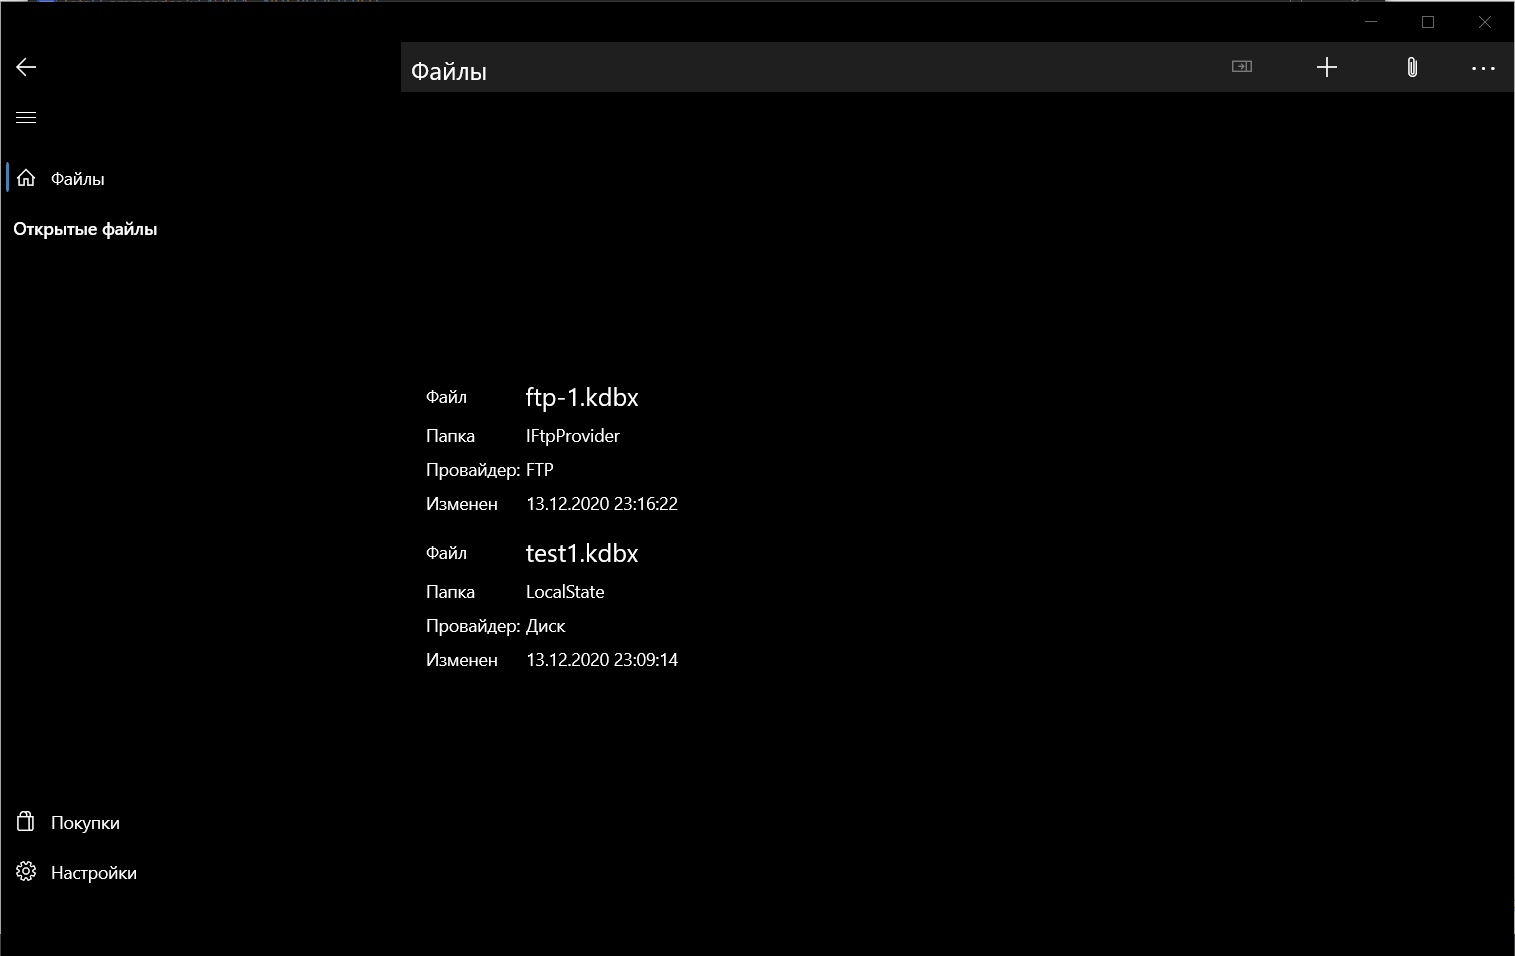 Файлы
Файлы
Открытые файлы
Файл ftp-1.kdbx
Папка IFtpProvider
Провайдер: FTP
Изменен 13.12.2020 23:16:22
Файл test1.kdbx
Папка LocalState
Провайдер: Диск
Изменен 13.12.2020 23:09:14
Покупки
Настройки